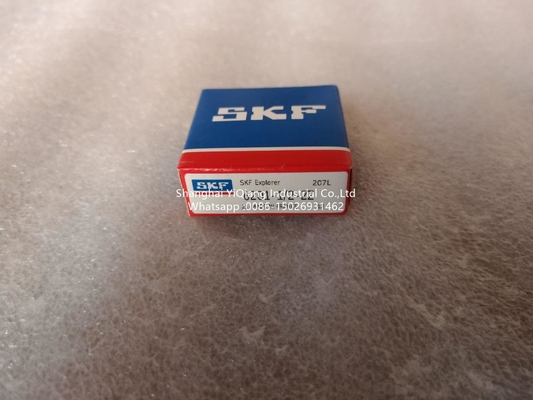 SKF
SKF
SKF Explorer 207L
Shanghai YiQiang Industrial Co.,Ltd
Whatsapp :0086-15026931462